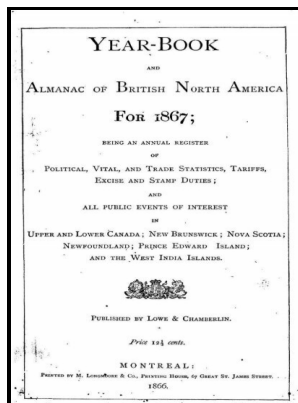 YEAR-BOOK
AND
ALMANAC OF BRITISH NORTH AMERICA
FOR 1867;
BEING AN ANNUAL REGISTER
OF
POLITICAL, VITAL, AND TRADE STATISTICS, TARIFFS,
EXCISE AND STAMP DUTIES;
AND
ALL PUBLIC EVENTS OF INTEREST
IN
UPPER AND LOWER CANADA; NEW BRUNSWICK; NOVA SCOTIA;
NEWFOUNDLAND; PRINCE EDWARD ISLAND;
AND THE WEST INDIA ISLANDS.
PUBLISHED BY LOWE & CHAMBERLIN.
Price 12½ cents.
MONTREAL:
PRINTED BY M. LONGMOORE & CO., PRINTING HOUSE, 67 GREAT ST. JAMES STREET.
1866.